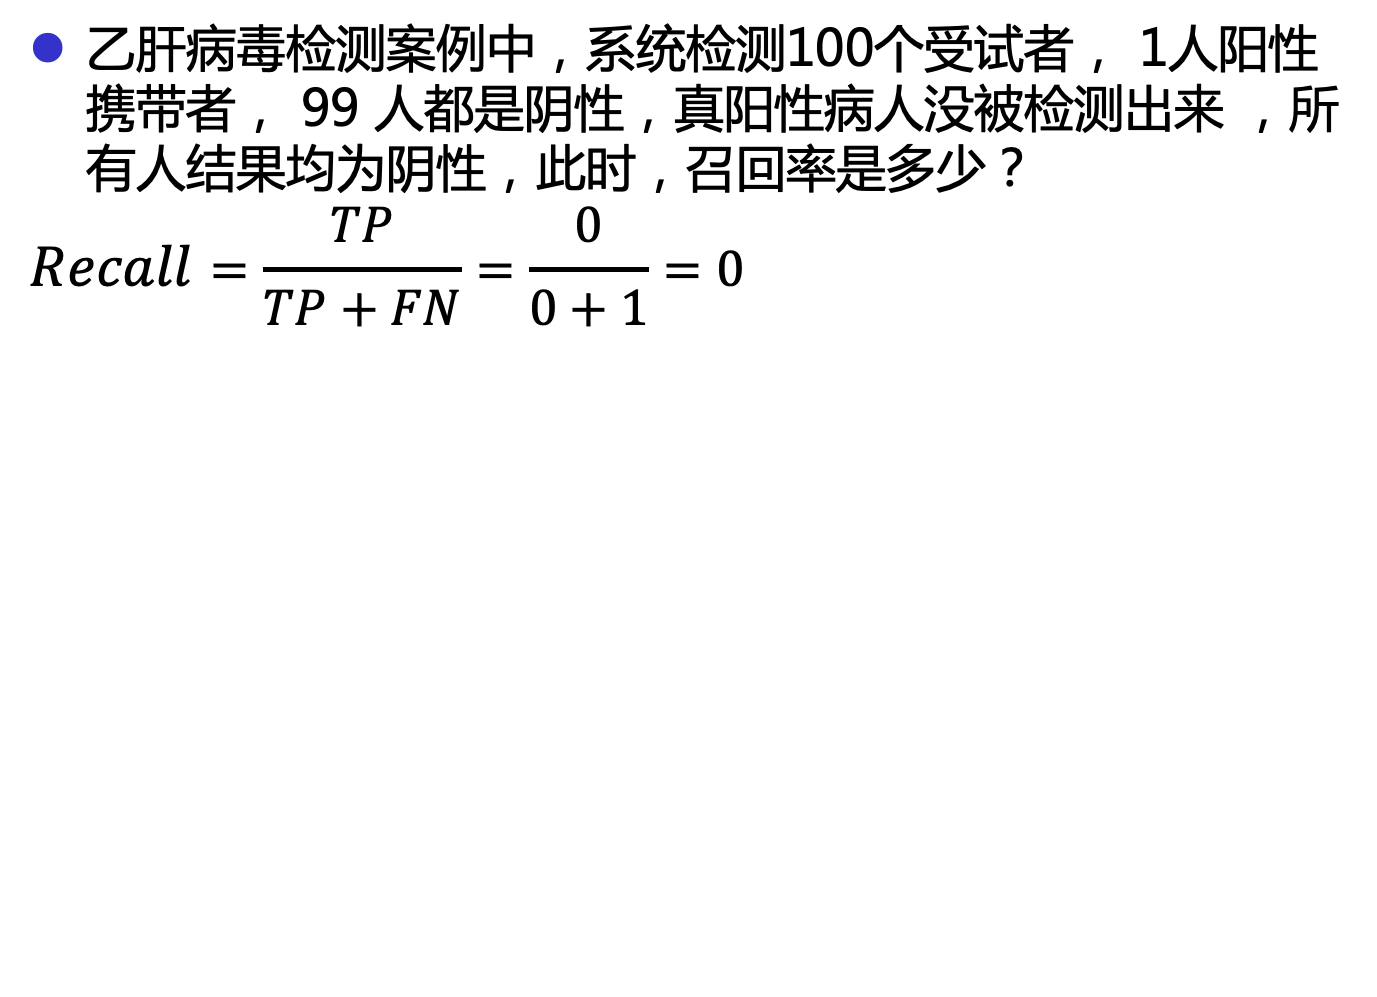 ● 乙肝病毒检测案例中，系统检测100个受试者， 1人阳性
携带者， 99 人都是阴性，真阳性病人没被检测出来 ，所
有人结果均为阴性，此时，召回率是多少？
Recall = TP / (TP + FN) = 0 / (0 + 1) = 0